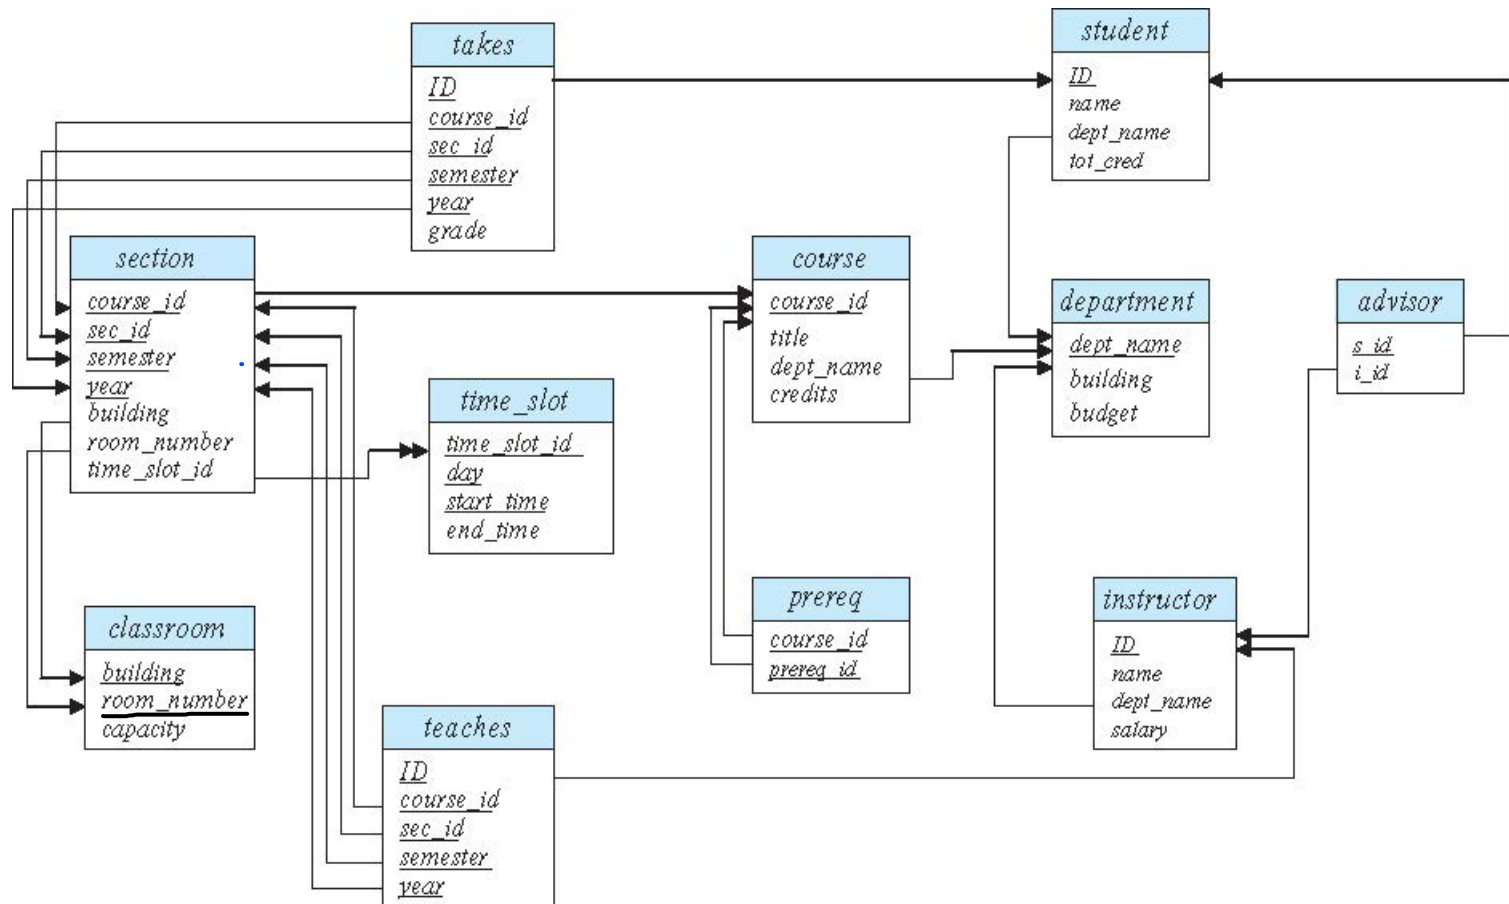 takes
ID
course_id
sec_id
semester
year
grade
student
ID
name
dept_name
tot_cred
section
course_id
sec_id
semester
year
building
room_number
time_slot_id
course
course_id
title
dept_name
credits
department
dept_name
building
budget
advisor
s_id
i_id
time_slot
time_slot_id
day
start_time
end_time
classroom
building
room_number
capacity
prereq
course_id
prereq_id
instructor
ID
name
dept_name
salary
teaches
ID
course_id
sec_id
semester
year